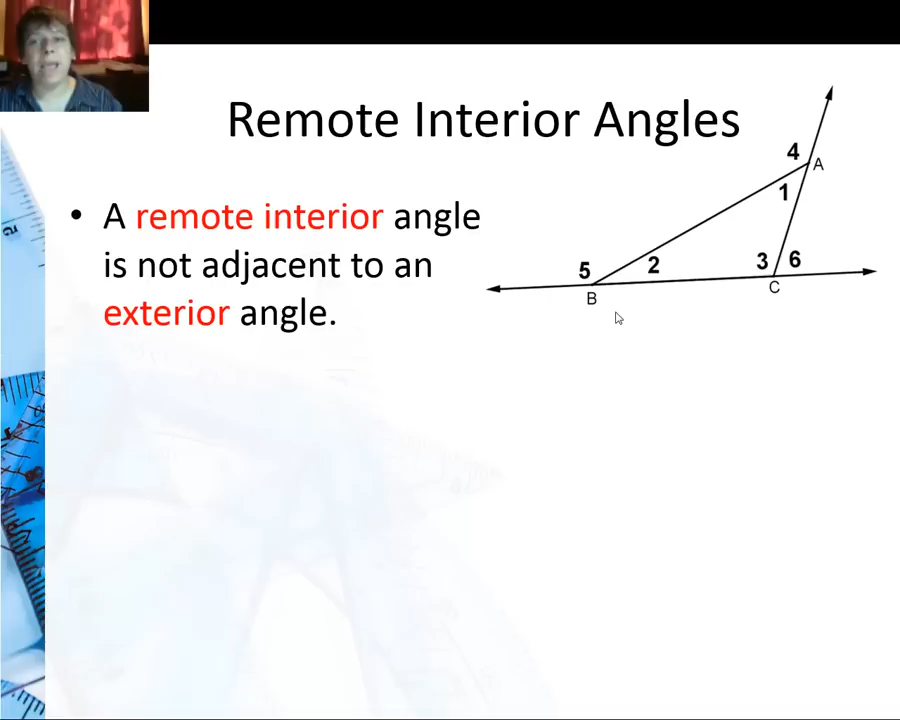 Remote Interior Angles
• A remote interior angle
is not adjacent to an
exterior angle.
4
A
1
5
2
3 6
B
C